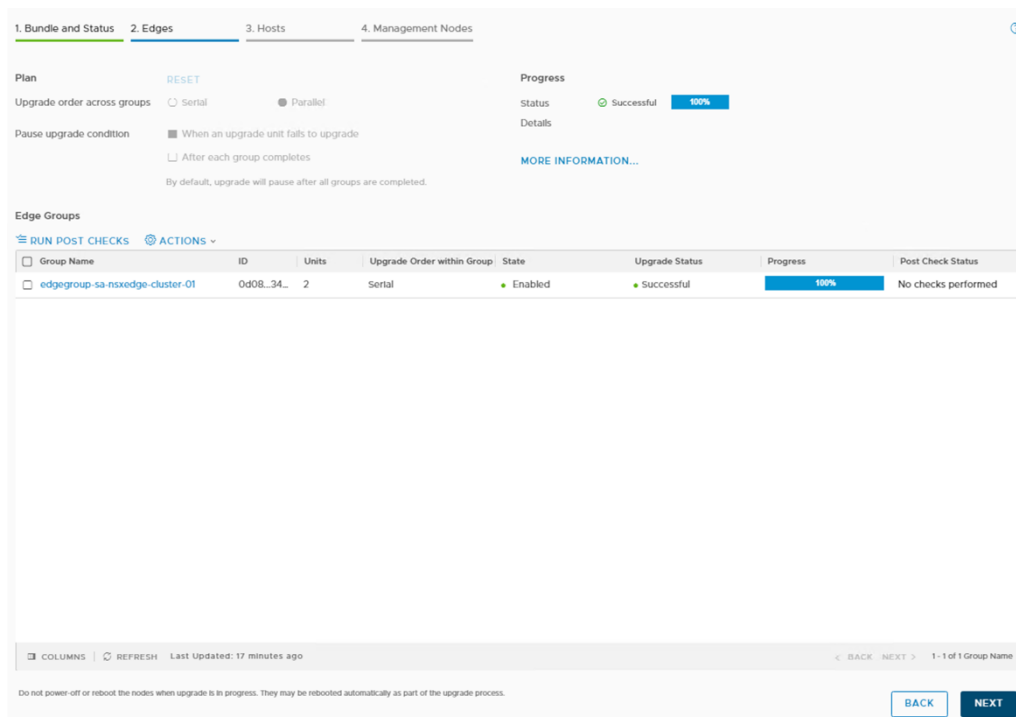 1. Bundle and Status 2. Edges 3. Hosts 4. Management Nodes
Plan RESET
Upgrade order across groups Serial Parallel
Pause upgrade condition When an upgrade unit fails to upgrade
After each group completes
By default, upgrade will pause after all groups are completed.
Progress
Status Successful 100%
Details
MORE INFORMATION...
Edge Groups
RUN POST CHECKS ACTIONS
Group Name ID Units Upgrade Order within Group State Upgrade Status Progress Post Check Status
edgegroup-sa-nsxedge-cluster-01 0d08...34... 2 Serial Enabled Successful 100% No checks performed
COLUMNS REFRESH Last Updated: 17 minutes ago BACK NEXT 1 - 1 of 1 Group Name
Do not power-off or reboot the nodes when upgrade is in progress. They may be rebooted automatically as part of the upgrade process.
BACK NEXT